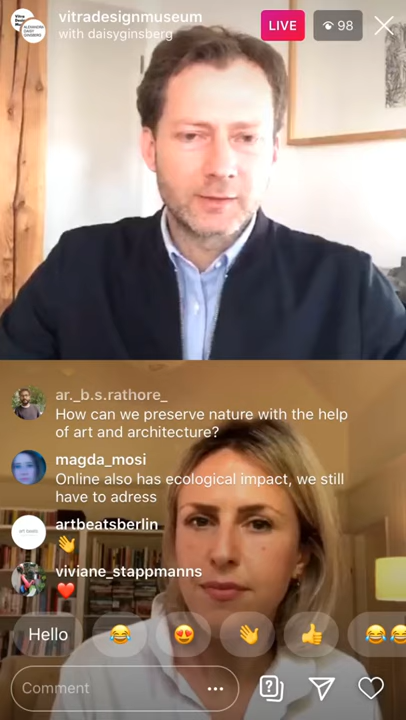 vitradesignmuseum
with daisyginsberg
LIVE
98
ar._b.s.rathore_
How can we preserve nature with the help
of art and architecture?
magda_mosi
Online also has ecological impact, we still
have to adress
artbeatsberlin
👋
viviane_stappmanns
❤️
Hello 😂 😍 👋 👍 😂😂
Comment